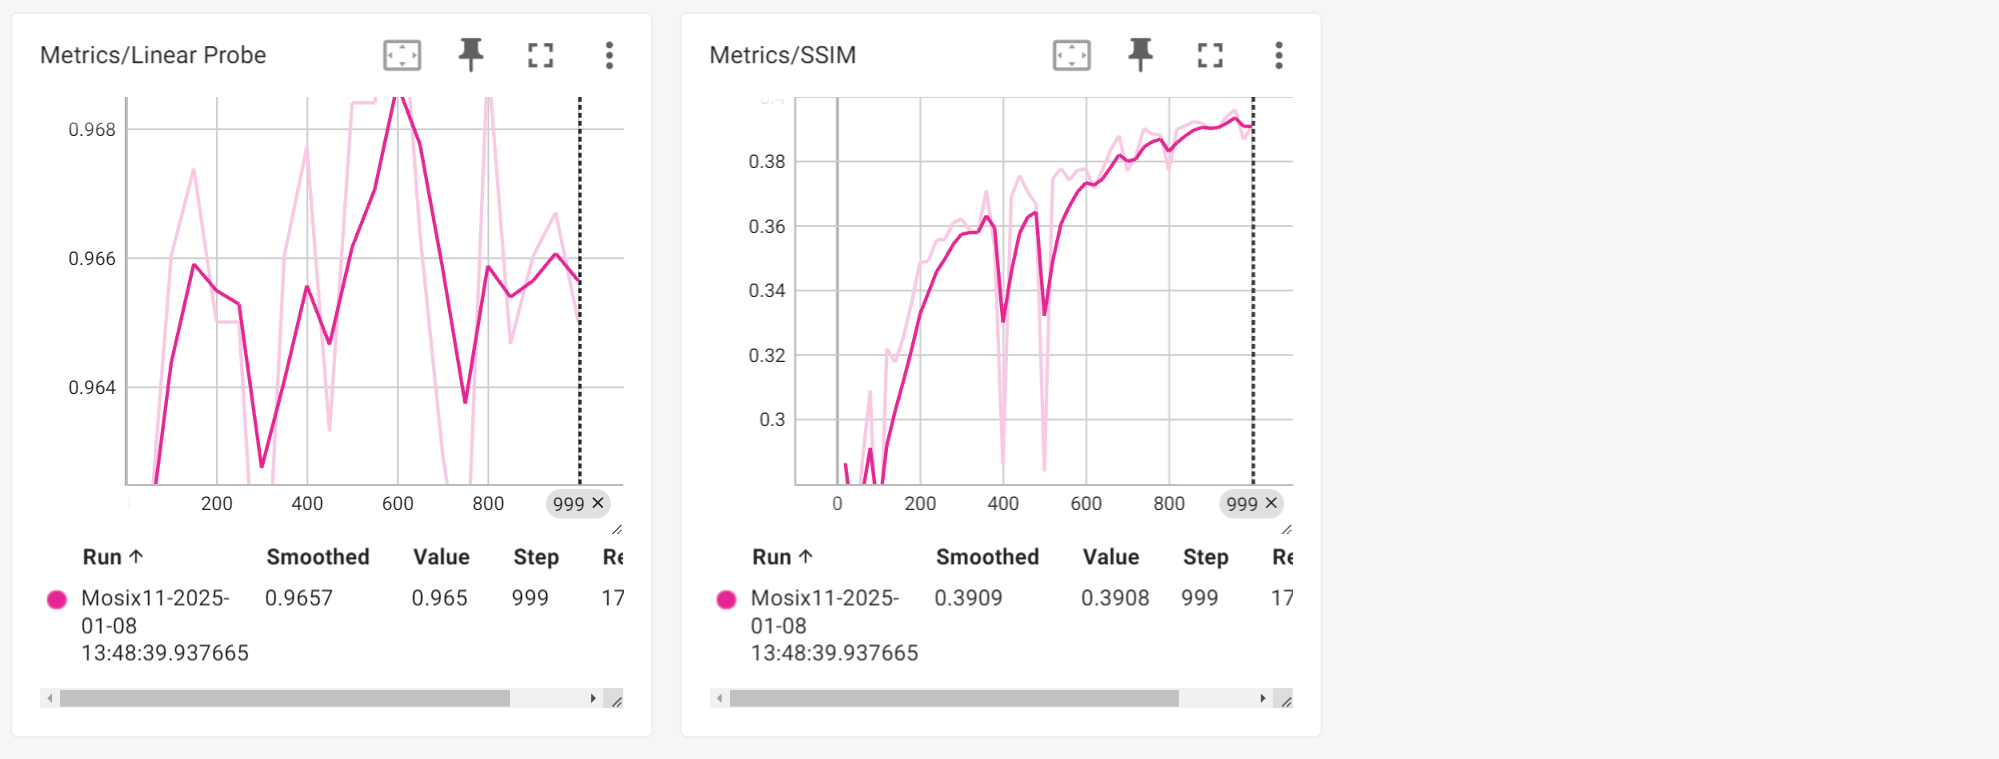 Metrics/Linear Probe
0.968
0.966
0.964
200 400 600 800 999 ✕
Run ↑ Smoothed Value Step Re
Mosix11-2025- 0.9657 0.965 999 17
01-08
13:48:39.937665
Metrics/SSIM
0.4
0.38
0.36
0.34
0.32
0.3
0 200 400 600 800 999 ✕
Run ↑ Smoothed Value Step Re
Mosix11-2025- 0.3909 0.3908 999 17
01-08
13:48:39.937665